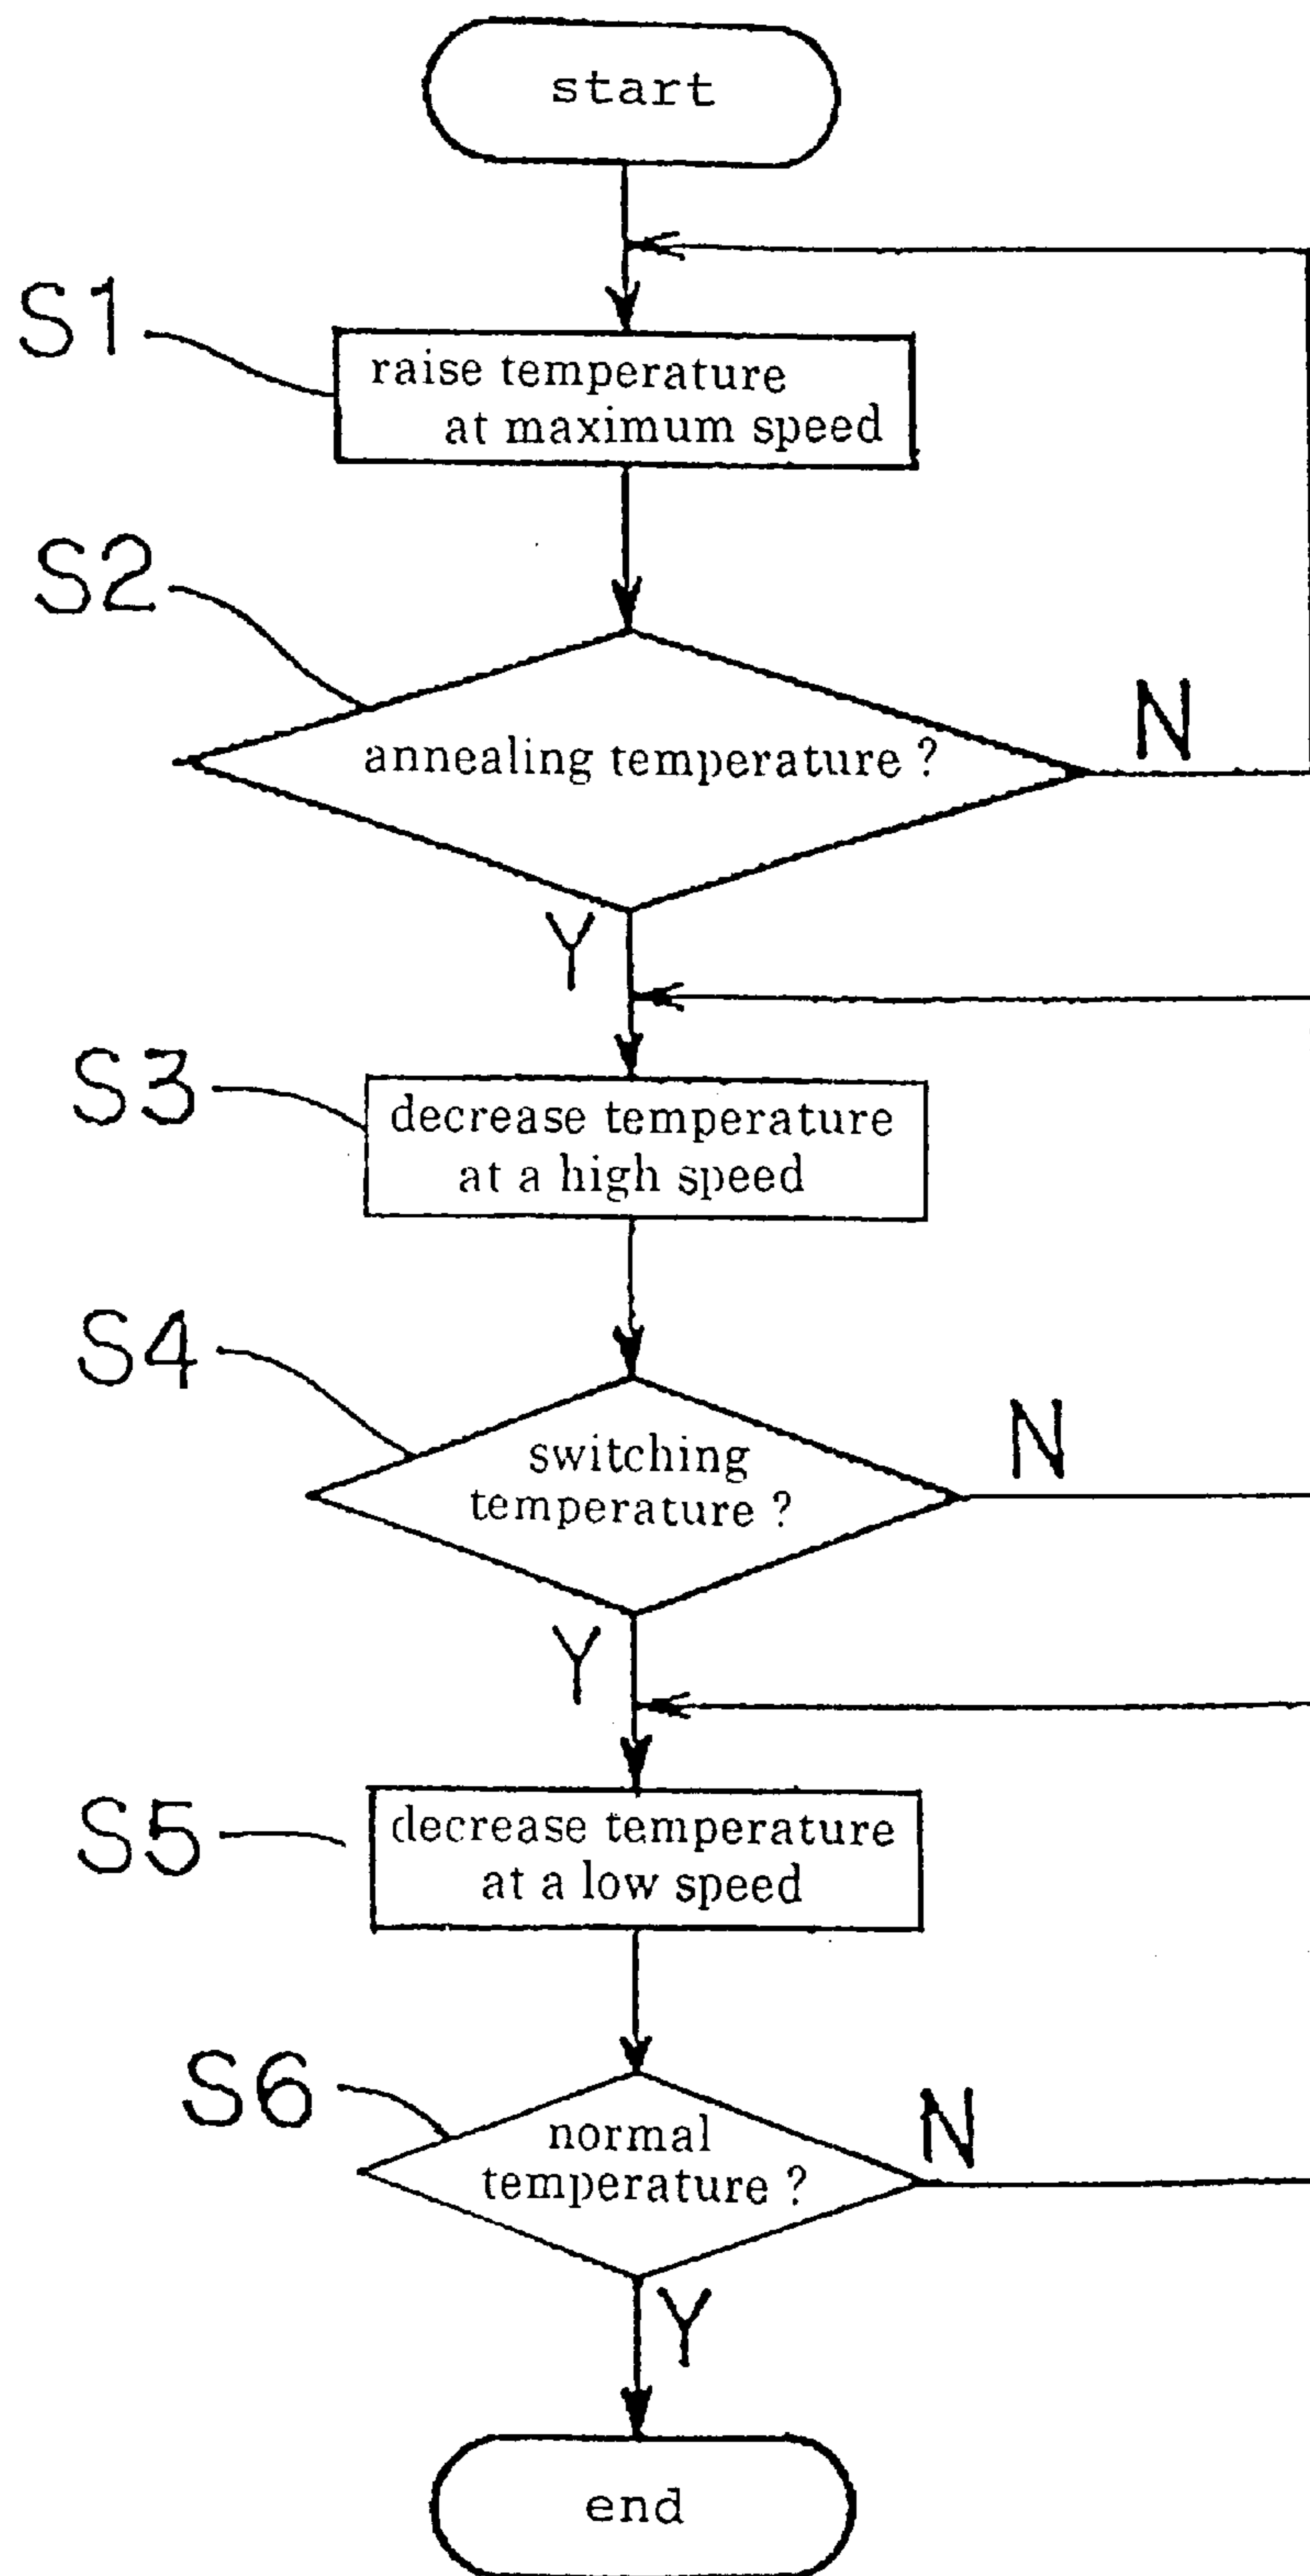 start
S1
raise temperature
at maximum speed
S2
annealing temperature ?
N
Y
S3
decrease temperature
at a high speed
S4
switching
temperature ?
N
Y
S5
decrease temperature
at a low speed
S6
normal
temperature ?
N
Y
end